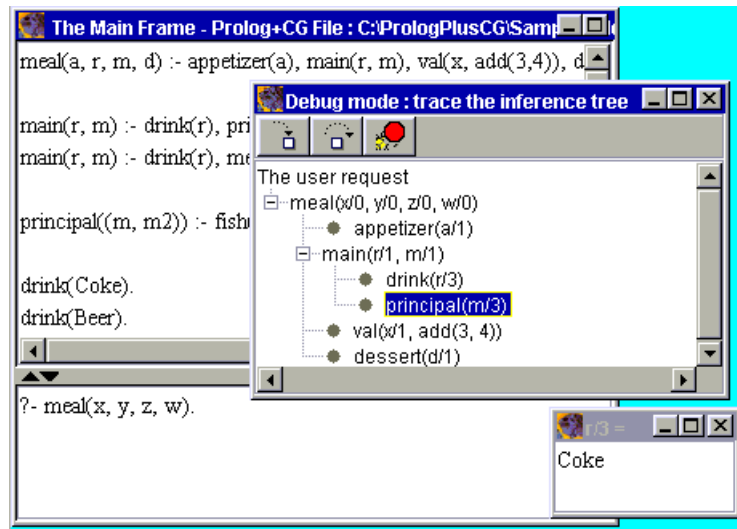 The Main Frame - Prolog+CG File : C:\PrologPlusCG\Samp
meal(a, r, m, d) :- appetizer(a), main(r, m), val(x, add(3,4)), d
main(r, m) :- drink(r), pri
main(r, m) :- drink(r), me
principal((m, m2)) :- fish
drink(Coke).
drink(Beer).
?- meal(x, y, z, w).
Debug mode : trace the inference tree
The user request
meal(x/0, y/0, z/0, w/0)
appetizer(a/1)
main(r/1, m/1)
drink(r/3)
principal(m/3)
val(x/1, add(3, 4))
dessert(d/1)
r/3 =
Coke